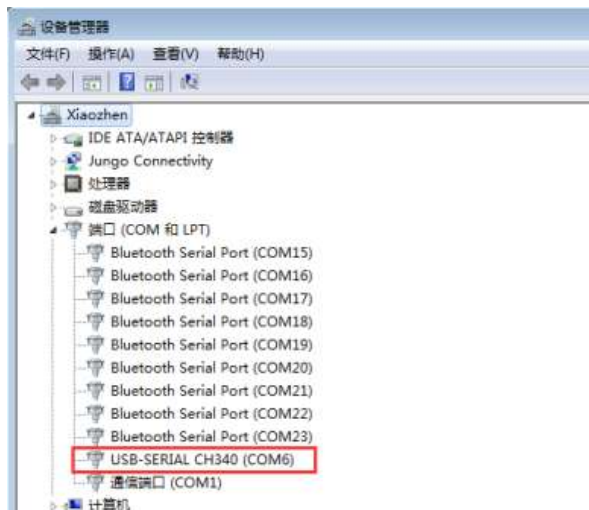 设备管理器
文件(F) 操作(A) 查看(V) 帮助(H)
Xiaozhen
IDE ATA/ATAPI 控制器
Jungo Connectivity
处理器
磁盘驱动器
端口 (COM 和 LPT)
Bluetooth Serial Port (COM15)
Bluetooth Serial Port (COM16)
Bluetooth Serial Port (COM17)
Bluetooth Serial Port (COM18)
Bluetooth Serial Port (COM19)
Bluetooth Serial Port (COM20)
Bluetooth Serial Port (COM21)
Bluetooth Serial Port (COM22)
Bluetooth Serial Port (COM23)
USB-SERIAL CH340 (COM6)
通信端口 (COM1)
计算机